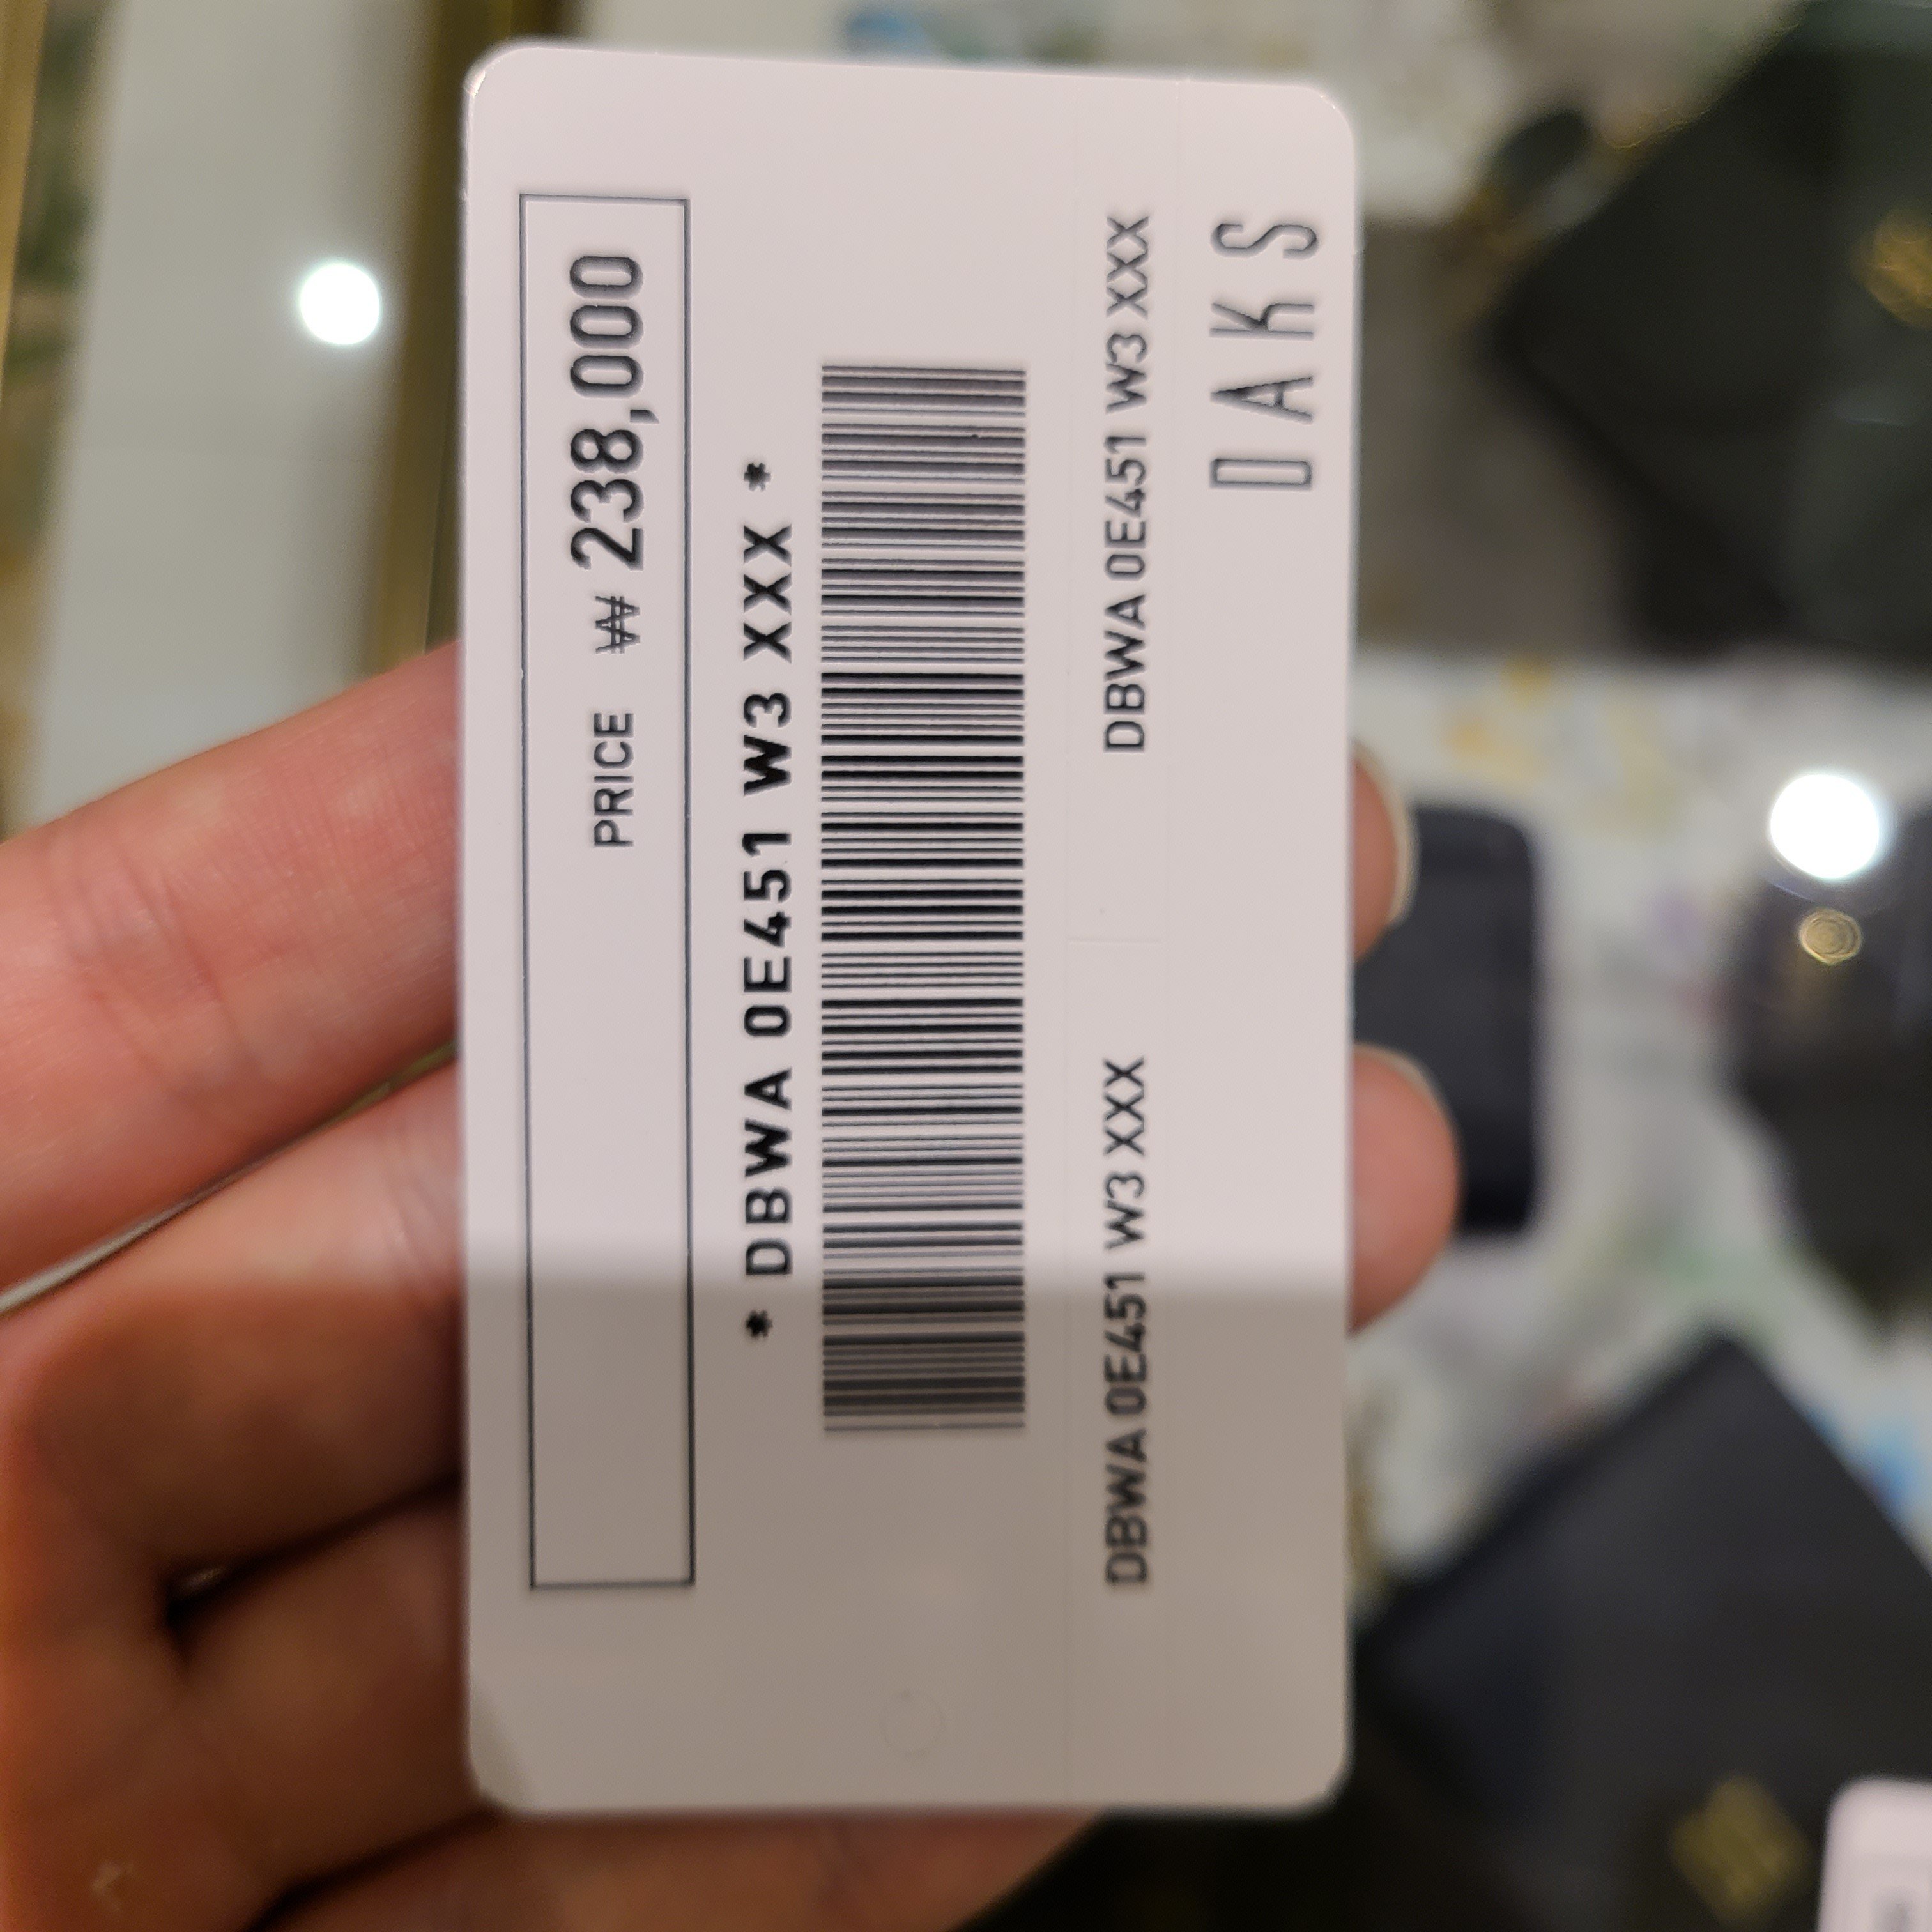 DAKS
DBWA 0E451 W3 XXX
DBWA 0E451 W3 XXX
* DBWA 0E451 W3 XXX *
PRICE ₩ 238,000